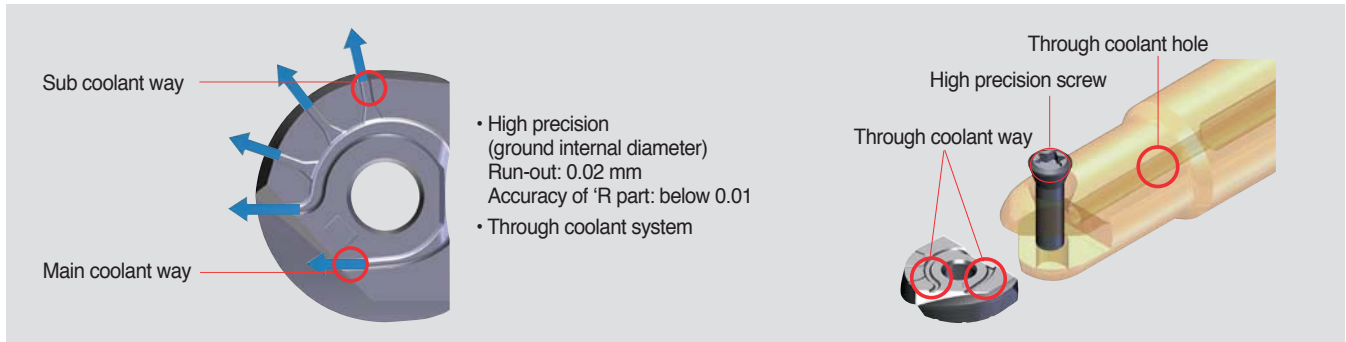 Sub coolant way
Main coolant way
• High precision
(ground internal diameter)
Run-out: 0.02 mm
Accuracy of ‘R part: below 0.01
• Through coolant system
Through coolant hole
High precision screw
Through coolant way